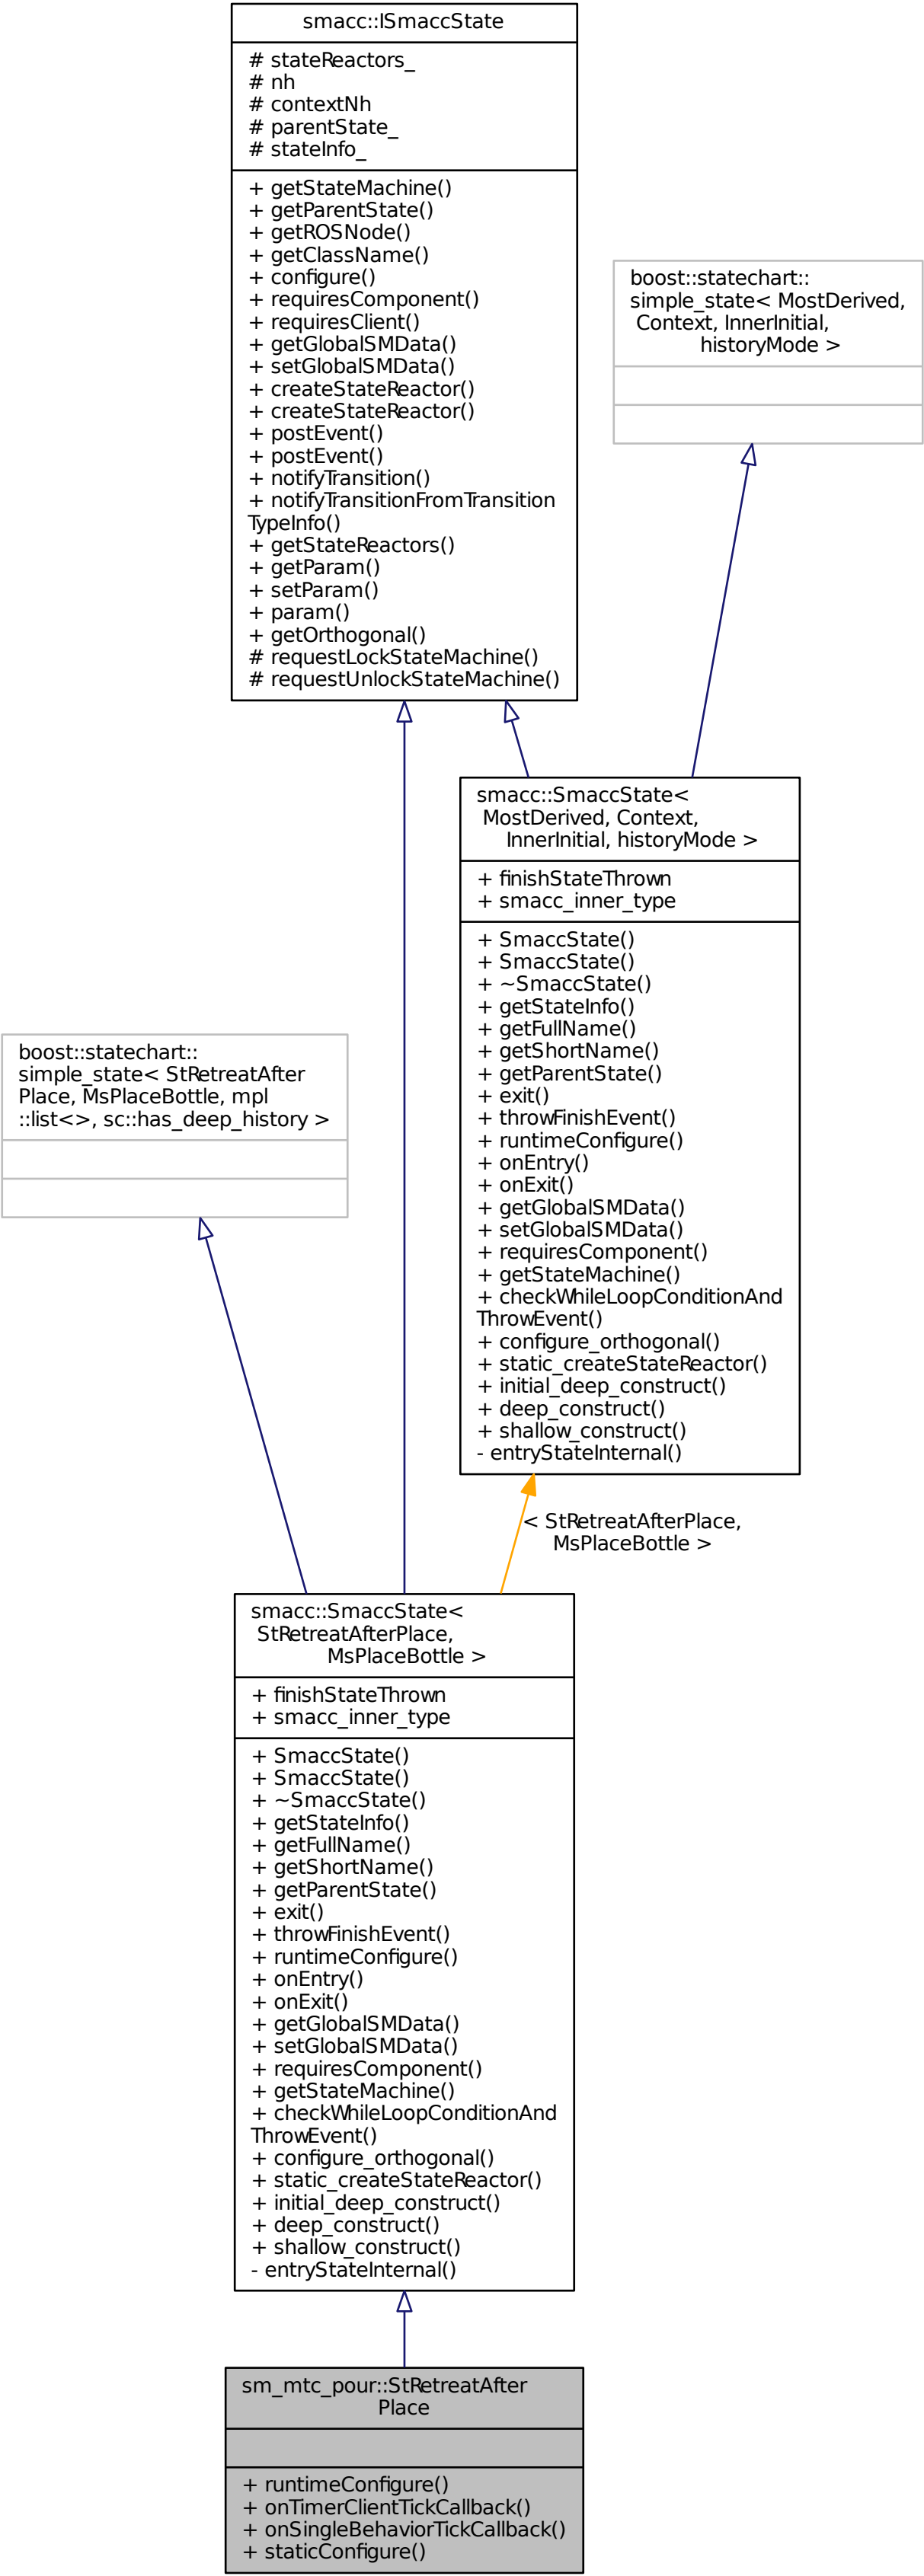 smacc::ISmaccState
# stateReactors_
# nh
# contextNh
# parentState_
# stateInfo_
+ getStateMachine()
+ getParentState()
+ getROSNode()
+ getClassName()
+ configure()
+ requiresComponent()
+ requiresClient()
+ getGlobalSMData()
+ setGlobalSMData()
+ createStateReactor()
+ createStateReactor()
+ postEvent()
+ postEvent()
+ notifyTransition()
+ notifyTransitionFromTransition
TypeInfo()
+ getStateReactors()
+ getParam()
+ setParam()
+ param()
+ getOrthogonal()
# requestLockStateMachine()
# requestUnlockStateMachine()
boost::statechart::
simple_state< MostDerived,
Context, InnerInitial,
historyMode >
smacc::SmaccState<
MostDerived, Context,
InnerInitial, historyMode >
+ finishStateThrown
+ smacc_inner_type
+ SmaccState()
+ SmaccState()
+ ~SmaccState()
+ getStateInfo()
+ getFullName()
+ getShortName()
+ getParentState()
+ exit()
+ throwFinishEvent()
+ runtimeConfigure()
+ onEntry()
+ onExit()
+ getGlobalSMData()
+ setGlobalSMData()
+ requiresComponent()
+ getStateMachine()
+ checkWhileLoopConditionAnd
ThrowEvent()
+ configure_orthogonal()
+ static_createStateReactor()
+ initial_deep_construct()
+ deep_construct()
+ shallow_construct()
- entryStateInternal()
boost::statechart::
simple_state< StRetreatAfter
Place, MsPlaceBottle, mpl
::list<>, sc::has_deep_history >
< StRetreatAfterPlace,
MsPlaceBottle >
smacc::SmaccState<
StRetreatAfterPlace,
MsPlaceBottle >
+ finishStateThrown
+ smacc_inner_type
+ SmaccState()
+ SmaccState()
+ ~SmaccState()
+ getStateInfo()
+ getFullName()
+ getShortName()
+ getParentState()
+ exit()
+ throwFinishEvent()
+ runtimeConfigure()
+ onEntry()
+ onExit()
+ getGlobalSMData()
+ setGlobalSMData()
+ requiresComponent()
+ getStateMachine()
+ checkWhileLoopConditionAnd
ThrowEvent()
+ configure_orthogonal()
+ static_createStateReactor()
+ initial_deep_construct()
+ deep_construct()
+ shallow_construct()
- entryStateInternal()
sm_mtc_pour::StRetreatAfter
Place
+ runtimeConfigure()
+ onTimerClientTickCallback()
+ onSingleBehaviorTickCallback()
+ staticConfigure()